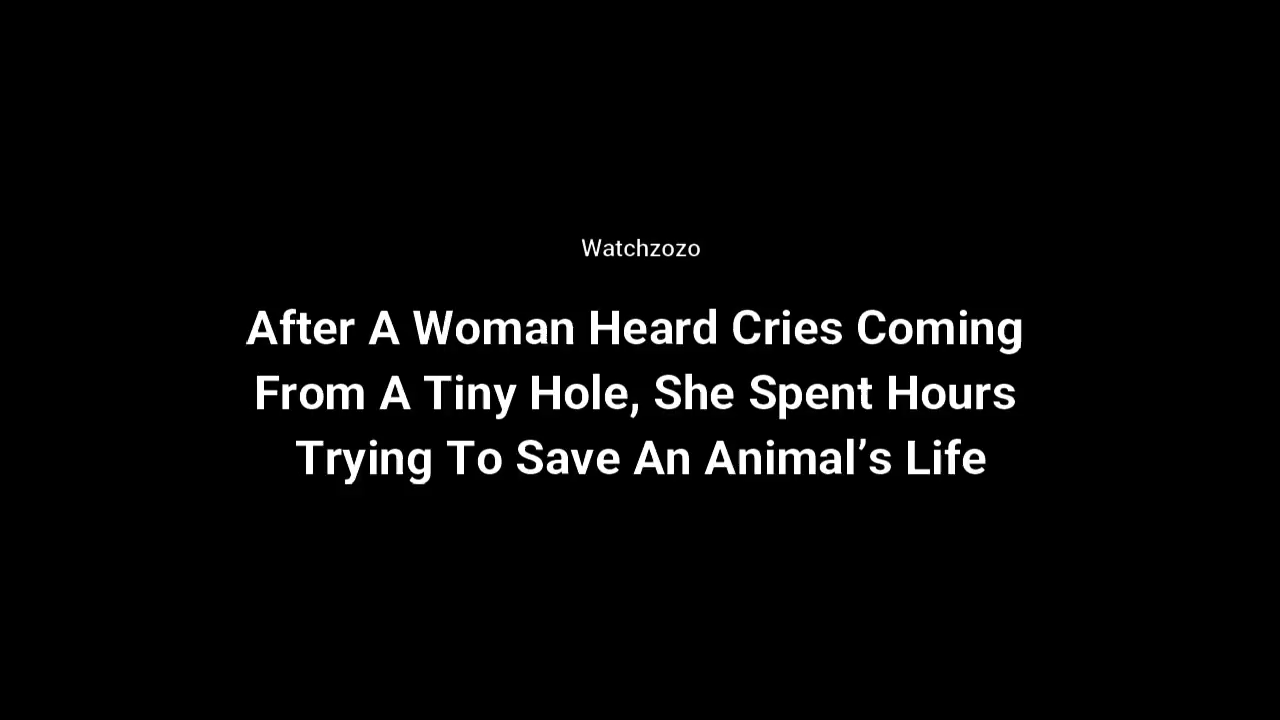 Watchzozo
After A Woman Heard Cries Coming
From A Tiny Hole, She Spent Hours
Trying To Save An Animal’s Life